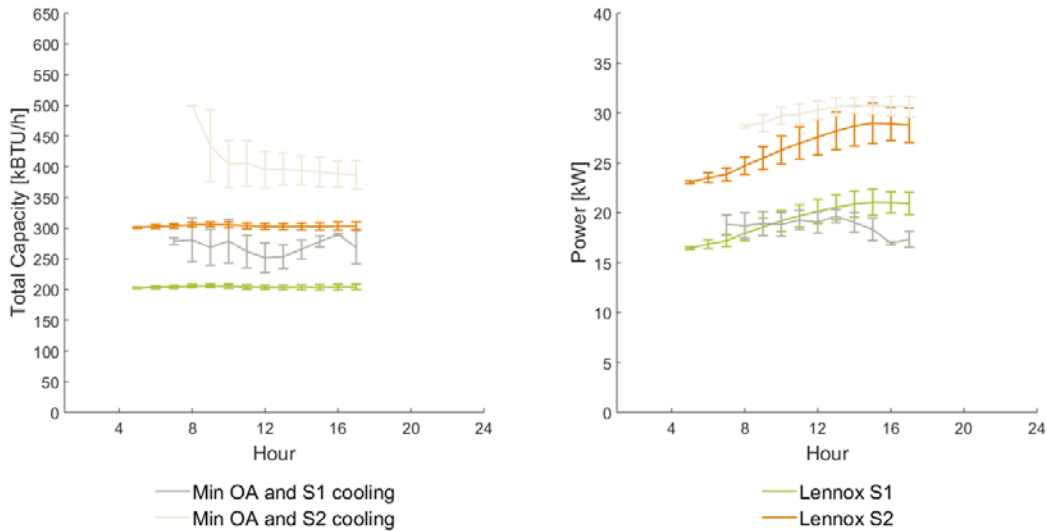 650
600
550
500
450
400
350
300
250
200
150
100
50
0
Total Capacity [kBTU/h]
4 8 12 16 20 24
Hour
40
35
30
25
20
15
10
5
0
Power [kW]
4 8 12 16 20 24
Hour
Min OA and S1 cooling
Min OA and S2 cooling
Lennox S1
Lennox S2